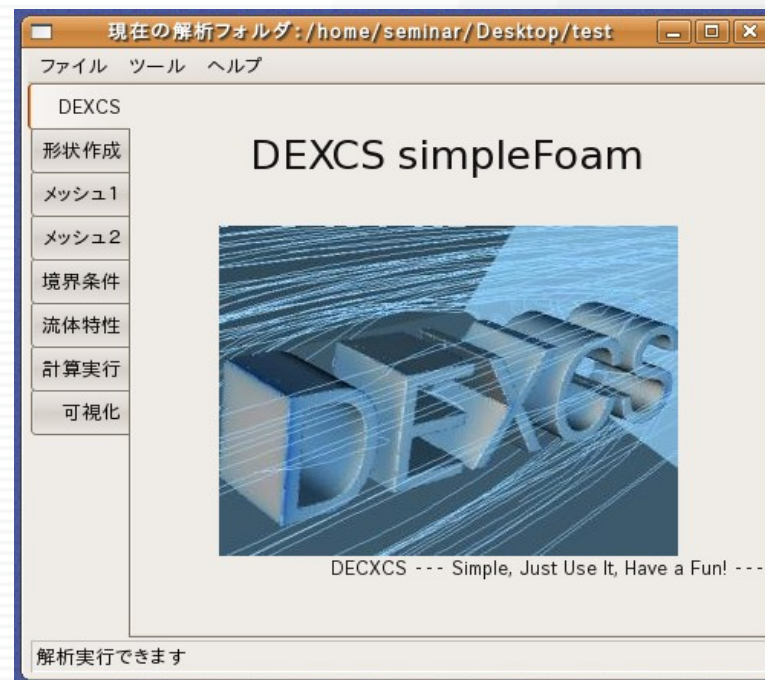 現在の解析フォルダ:/home/seminar/Desktop/test
ファイル ツール ヘルプ
DEXCS
形状作成
メッシュ1
メッシュ2
境界条件
流体特性
計算実行
可視化
DEXCS simpleFoam
DEXCS
DECXCS --- Simple, Just Use It, Have a Fun! ---
解析実行できます